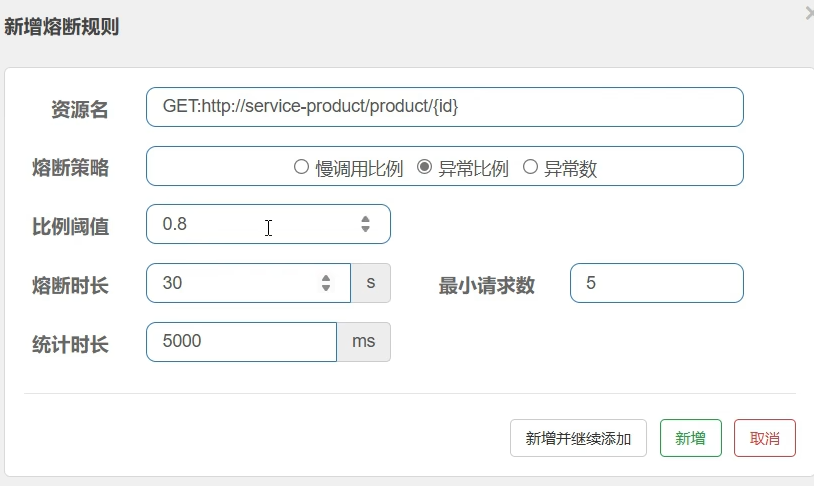 新增熔断规则
资源名 GET:http://service-product/product/{id}
熔断策略 慢调用比例 异常比例 异常数
比例阈值 0.8
熔断时长 30 s 最小请求数 5
统计时长 5000 ms
新增并继续添加 新增 取消